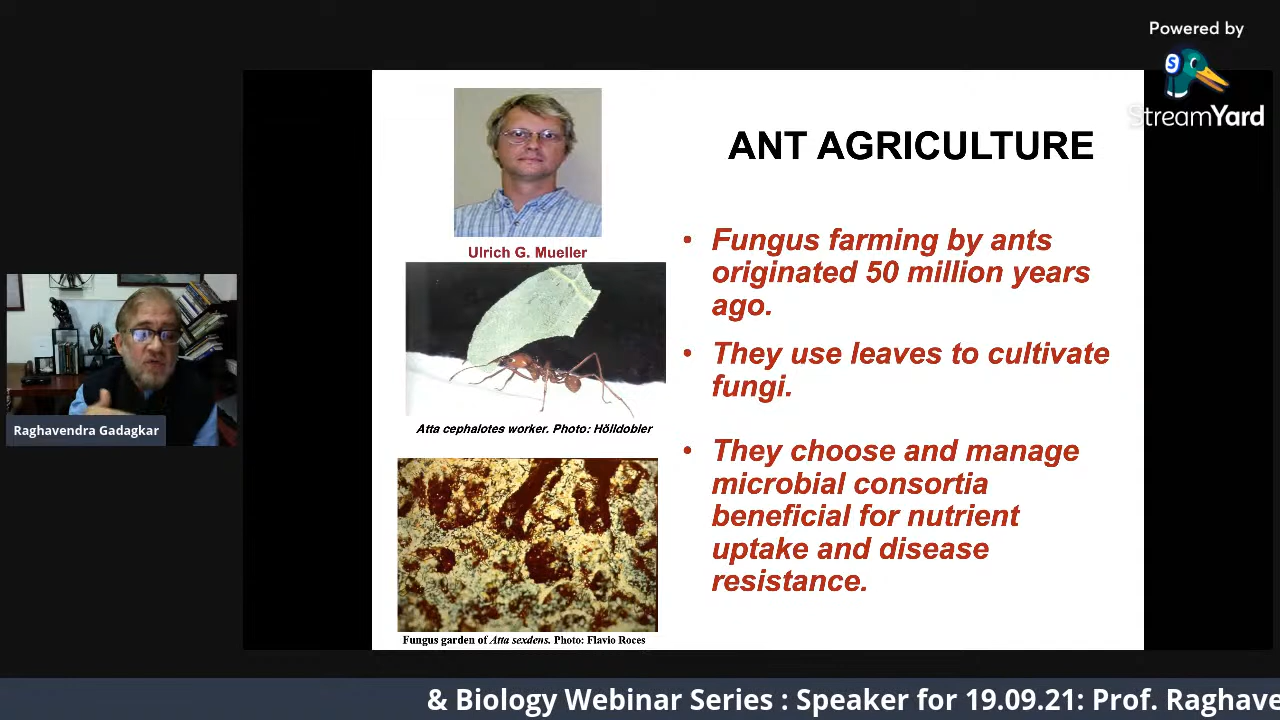 Powered by
StreamYard
ANT AGRICULTURE
Ulrich G. Mueller
• Fungus farming by ants
originated 50 million years
ago.
• They use leaves to cultivate
fungi.
• They choose and manage
microbial consortia
beneficial for nutrient
uptake and disease
resistance.
Atta cephalotes worker. Photo: Hölldobler
Fungus garden of Atta sexdens. Photo: Flavio Roces
Raghavendra Gadagkar
& Biology Webinar Series : Speaker for 19.09.21: Prof. Raghave